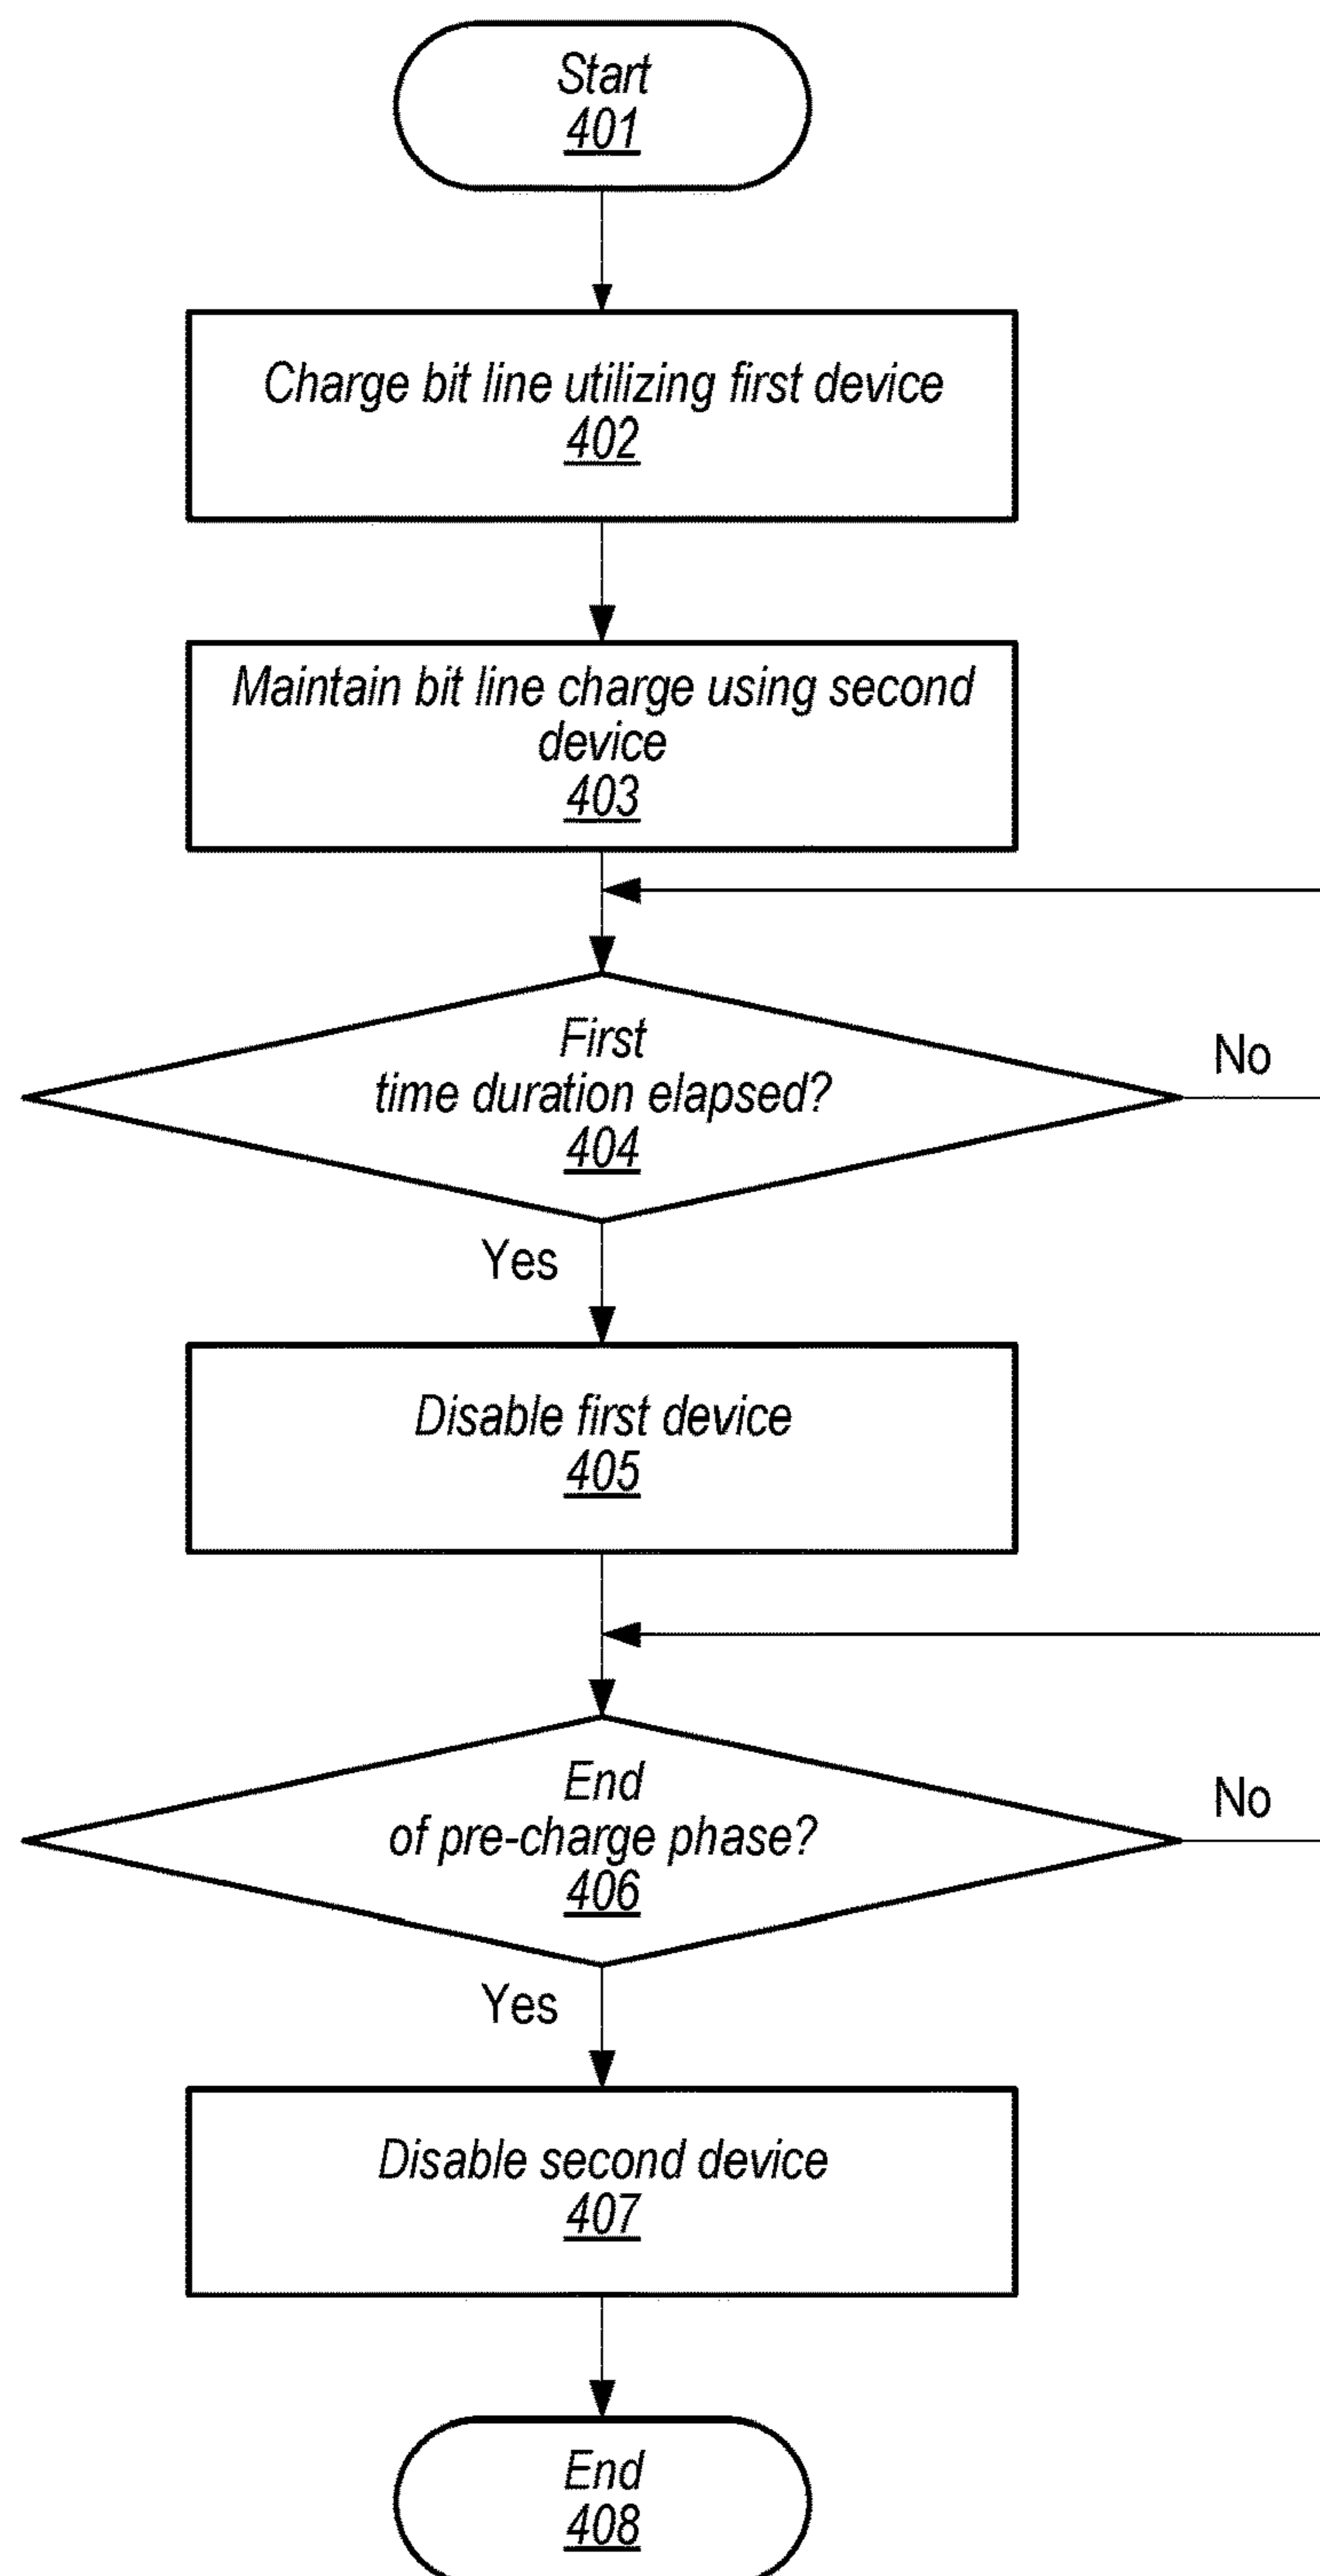 Start
401
Charge bit line utilizing first device
402
Maintain bit line charge using second
device
403
First
time duration elapsed?
404
No
Yes
Disable first device
405
End
of pre-charge phase?
406
No
Yes
Disable second device
407
End
408